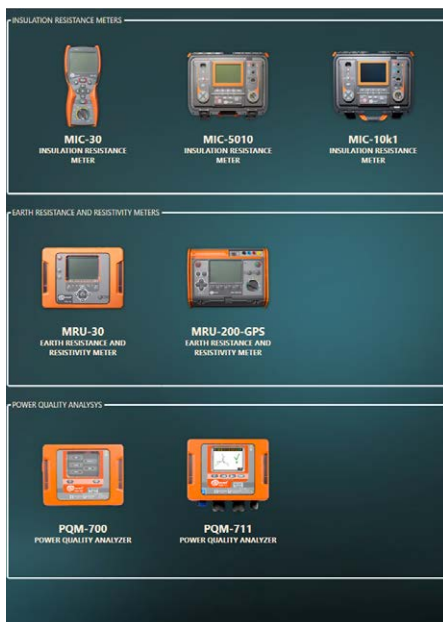 INSULATION RESISTANCE METERS
MIC-30 MIC-5010 MIC-10k1
INSULATION RESISTANCE INSULATION RESISTANCE INSULATION RESISTANCE
METER METER METER
EARTH RESISTANCE AND RESISTIVITY METERS
MRU-30 MRU-200-GPS
EARTH RESISTANCE AND EARTH RESISTANCE AND
RESISTIVITY METER RESISTIVITY METER
POWER QUALITY ANALYSYS
PQM-700 PQM-711
POWER QUALITY ANALYZER POWER QUALITY ANALYZER